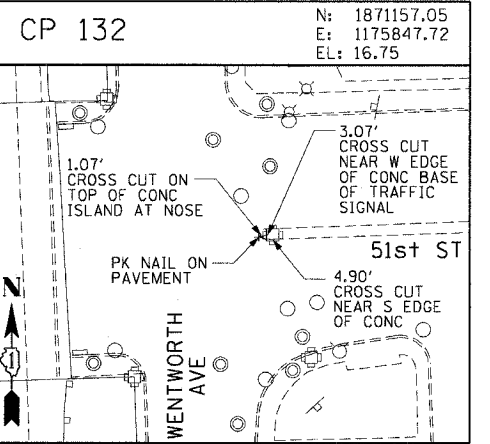 CP 132
N: 1871157.05
E: 1175847.72
EL: 16.75
3.07'
CROSS CUT
NEAR W EDGE
OF CONC BASE
OF TRAFFIC
SIGNAL
1.07'
CROSS CUT ON
TOP OF CONC
ISLAND AT NOSE
51st ST
PK NAIL ON
PAVEMENT
4.90'
CROSS CUT
NEAR S EDGE
OF CONC
N
WENTWORTH
AVE